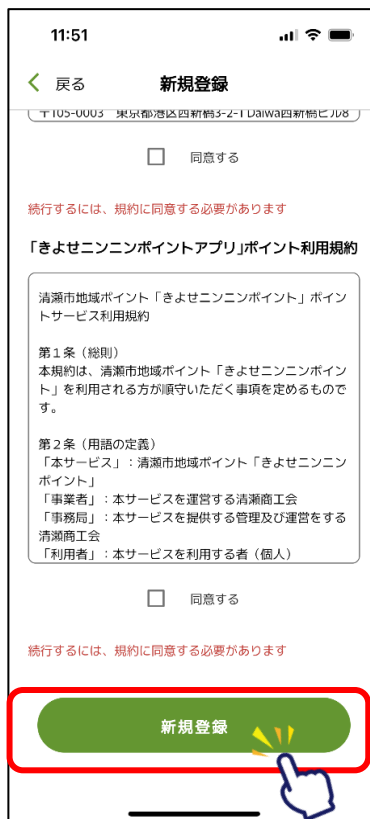 11:51
戻る
新規登録
〒105-0003 東京都港区西新橋3-2-1 Daiwa西新橋ビル8
同意する
続行するには、規約に同意する必要があります
「きよせニンニンポイントアプリ」ポイント利用規約
清瀬市地域ポイント「きよせニンニンポイント」ポイン
トサービス利用規約
第１条（総則）
本規約は、清瀬市地域ポイント「きよせニンニンポイン
ト」を利用される方が順守いただく事項を定めるもので
す。
第２条（用語の定義）
「本サービス」：清瀬市地域ポイント「きよせニンニン
ポイント」
「事業者」：本サービスを運営する清瀬商工会
「事務局」：本サービスを提供する管理及び運営をする
清瀬商工会
「利用者」：本サービスを利用する者（個人）
同意する
続行するには、規約に同意する必要があります
新規登録